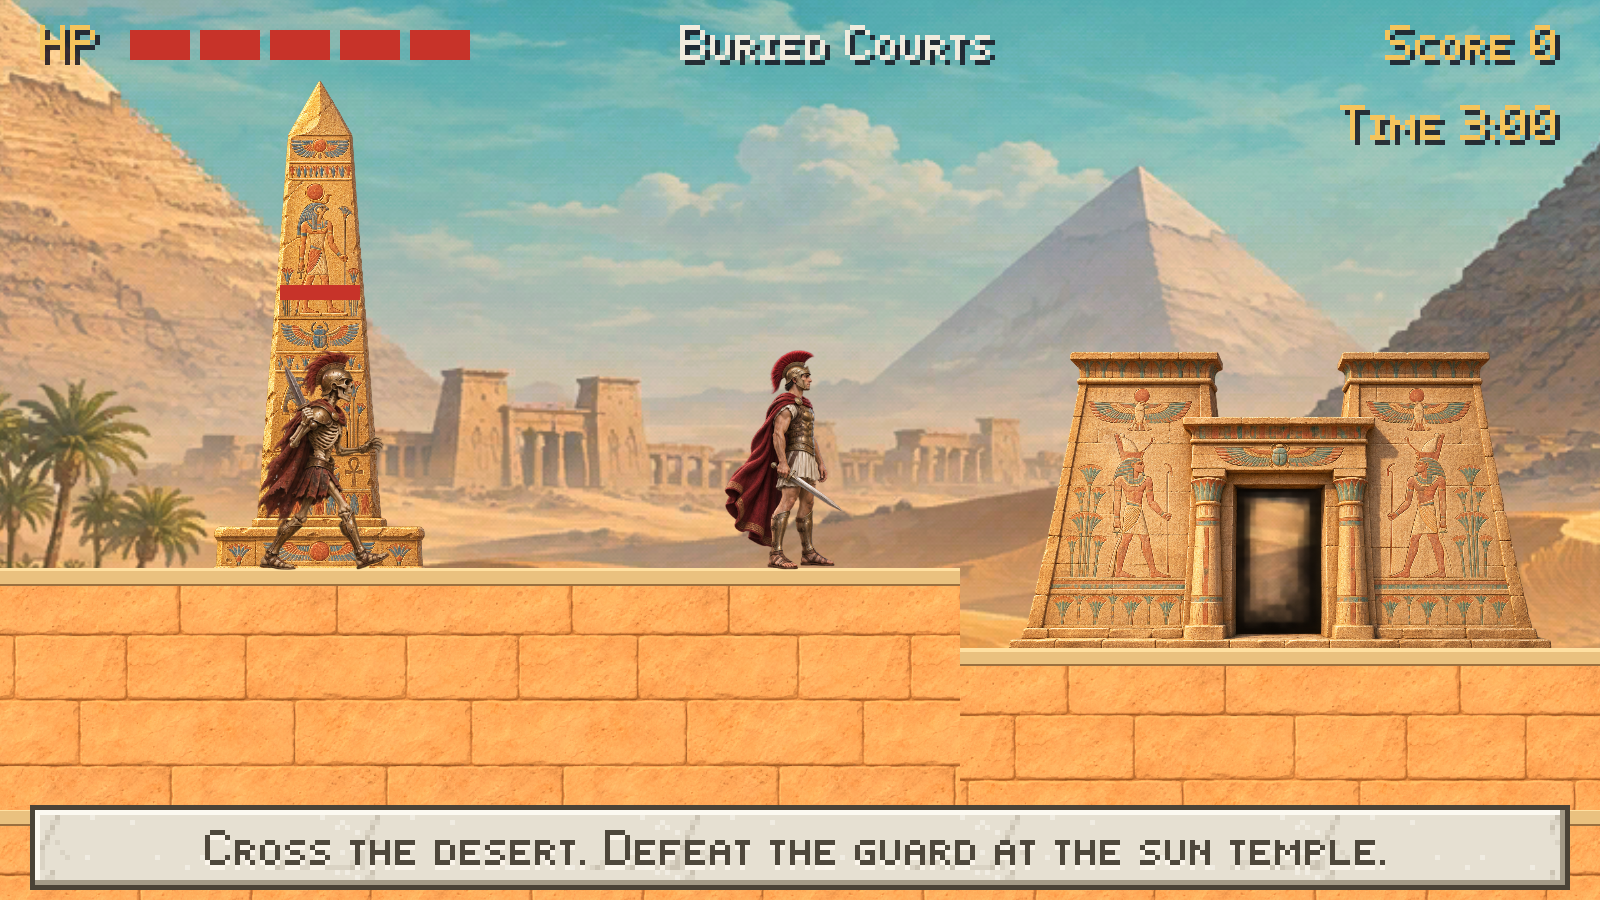 HP
Buried Courts
Score 0
Time 3:00
Cross the desert. Defeat the guard at the sun temple.